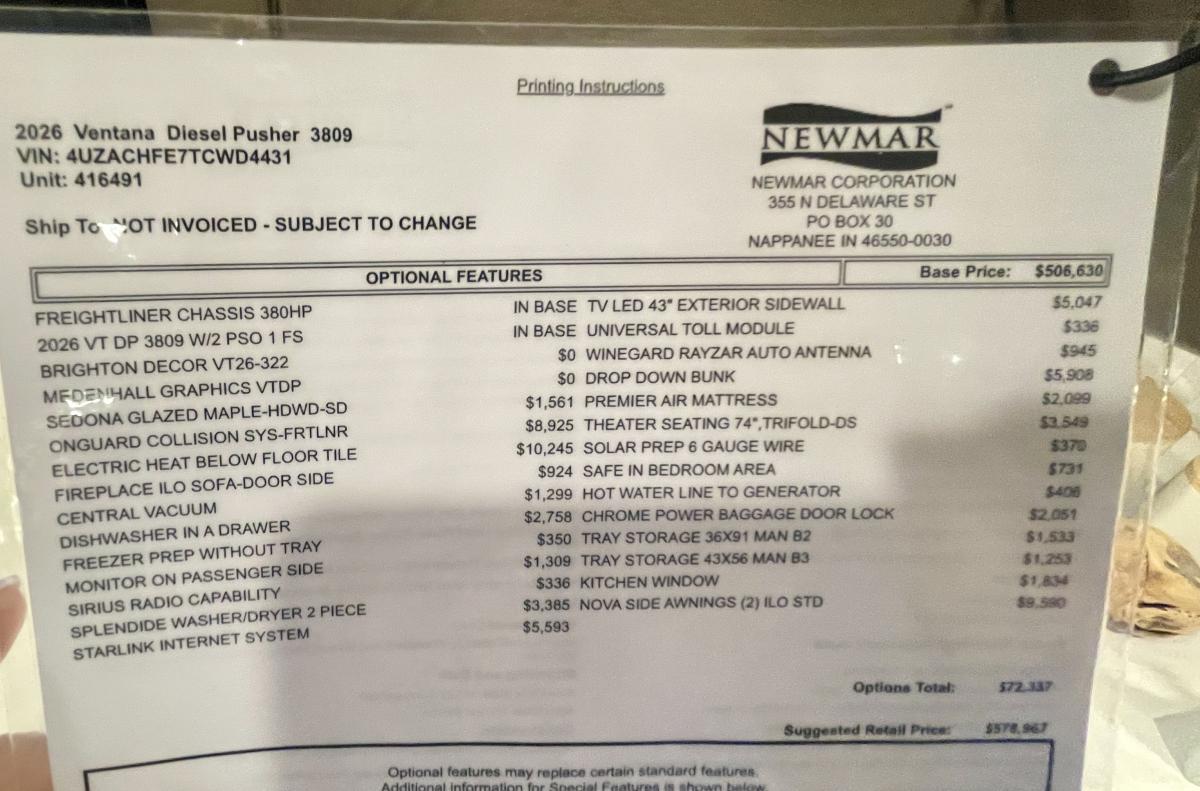 Printing Instructions
2026 Ventana Diesel Pusher 3809
VIN: 4UZACHFE7TCWD4431
Unit: 416491
Ship To NOT INVOICED - SUBJECT TO CHANGE
NEWMAR
NEWMAR CORPORATION
355 N DELAWARE ST
PO BOX 30
NAPPANEE IN 46550-0030
OPTIONAL FEATURES Base Price: $506,630
FREIGHTLINER CHASSIS 380HP IN BASE TV LED 43" EXTERIOR SIDEWALL $5,047
2026 VT DP 3809 W/2 PSO 1 FS IN BASE UNIVERSAL TOLL MODULE $336
BRIGHTON DECOR VT26-322 $0 WINEGARD RAYZAR AUTO ANTENNA $945
MEDENHALL GRAPHICS VTDP $0 DROP DOWN BUNK $5,908
SEDONA GLAZED MAPLE-HDWD-SD $1,561 PREMIER AIR MATTRESS $2,099
ONGUARD COLLISION SYS-FRTLNR $8,925 THEATER SEATING 74",TRIFOLD-DS $3,549
ELECTRIC HEAT BELOW FLOOR TILE $10,245 SOLAR PREP 6 GAUGE WIRE $370
FIREPLACE ILO SOFA-DOOR SIDE $924 SAFE IN BEDROOM AREA $731
CENTRAL VACUUM $1,299 HOT WATER LINE TO GENERATOR $406
DISHWASHER IN A DRAWER $2,758 CHROME POWER BAGGAGE DOOR LOCK $2,051
FREEZER PREP WITHOUT TRAY $350 TRAY STORAGE 36X91 MAN B2 $1,533
MONITOR ON PASSENGER SIDE $1,309 TRAY STORAGE 43X56 MAN B3 $1,253
SIRIUS RADIO CAPABILITY $336 KITCHEN WINDOW $1,834
SPLENDIDE WASHER/DRYER 2 PIECE $3,385 NOVA SIDE AWNINGS (2) ILO STD $9,590
STARLINK INTERNET SYSTEM $5,593
Options Total: $72,337
Suggested Retail Price: $578,967
Optional features may replace certain standard features.
Additional information for Special Features is shown below.